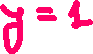 y = 1